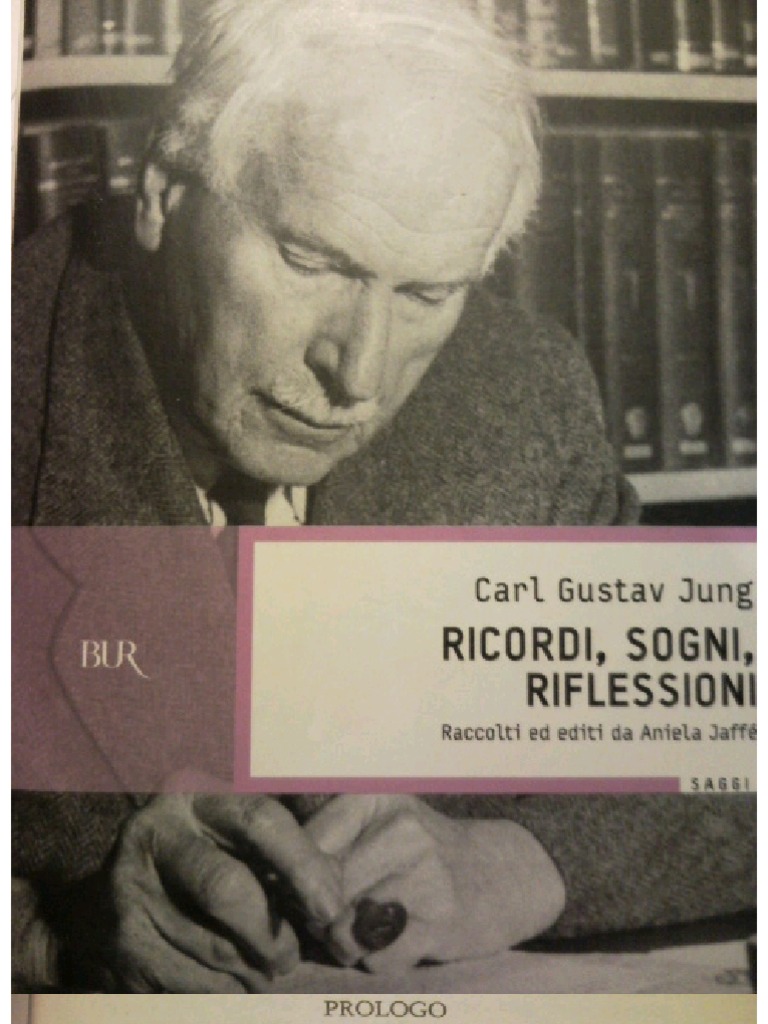 Carl Gustav Jung
RICORDI, SOGNI,
RIFLESSIONI
Raccolti ed editi da Aniela Jaffé
BUR
SAGGI
PROLOGO